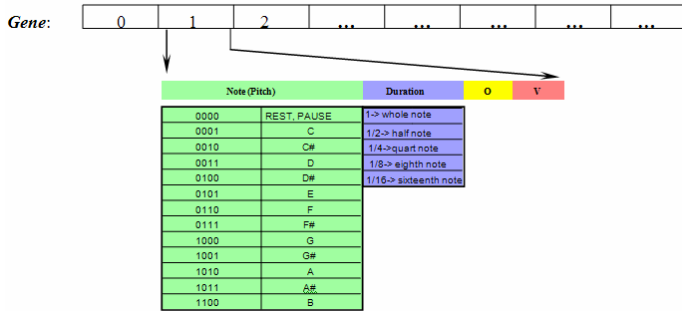 Gene: 0 1 2 ... ... ... ... ...
Note (Pitch) Duration O V
0000 REST, PAUSE 1-> whole note
0001 C 1/2-> half note
0010 C# 1/4->quart note
0011 D 1/8-> eighth note
0100 D# 1/16-> sixteenth note
0101 E
0110 F
0111 F#
1000 G
1001 G#
1010 A
1011 A#
1100 B